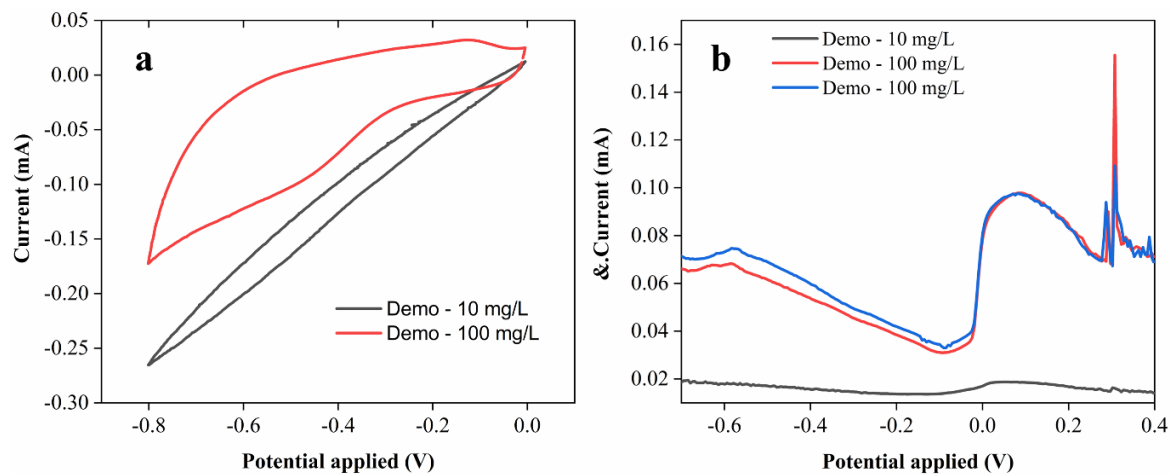 a
0.05
0.00
-0.05
-0.10
-0.15
-0.20
-0.25
-0.30
Current (mA)
Demo - 10 mg/L
Demo - 100 mg/L
-0.8
-0.6
-0.4
-0.2
0.0
Potential applied (V)
b
0.16
0.14
0.12
0.10
0.08
0.06
0.04
0.02
&.Current (mA)
Demo - 10 mg/L
Demo - 100 mg/L
Demo - 100 mg/L
-0.6
-0.4
-0.2
0.0
0.2
0.4
Potential applied (V)